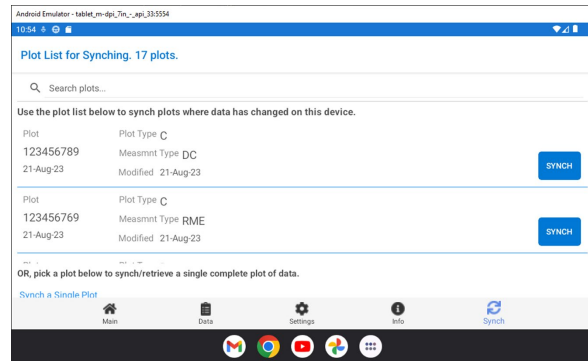 Android Emulator - tablet_m-dpi_7in_-_api_33:5554
10:54
Plot List for Synching. 17 plots.
Search plots...
Use the plot list below to synch plots where data has changed on this device.
Plot Plot Type C
123456789 Measmnt Type DC
21-Aug-23 Modified 21-Aug-23
SYNCH
Plot Plot Type C
123456769 Measmnt Type RME
21-Aug-23 Modified 21-Aug-23
SYNCH
OR, pick a plot below to synch/retrieve a single complete plot of data.
Synch a Single Plot
Main Data Settings Info Synch